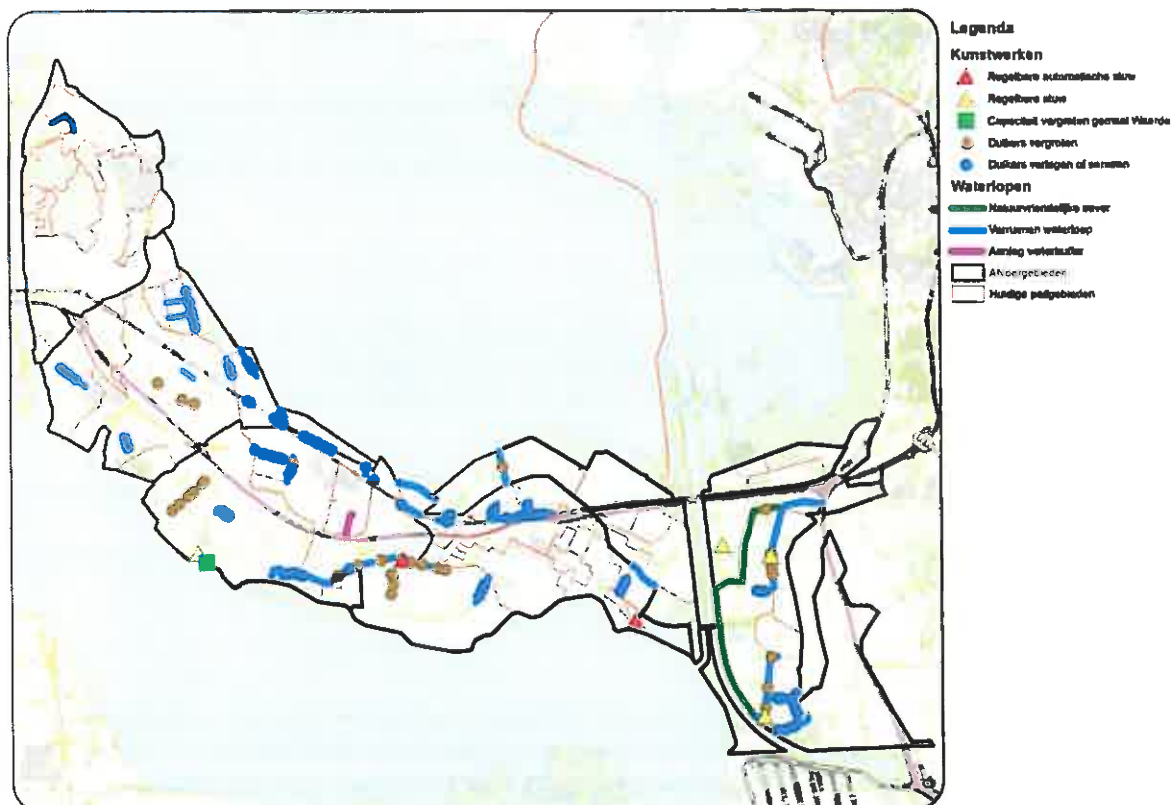 Legenda
Kunstwerken
Regelbare automatische stuw
Regelbare stuw
Capaciteit vergroten gemaal Waarde
Duikers vergroten
Duikers verlagen of saneren
Waterlopen
Natuurvriendelijke oever
Verruimen waterloop
Aanleg waterbuffer
Afvoergebieden
Huidige peilgebieden